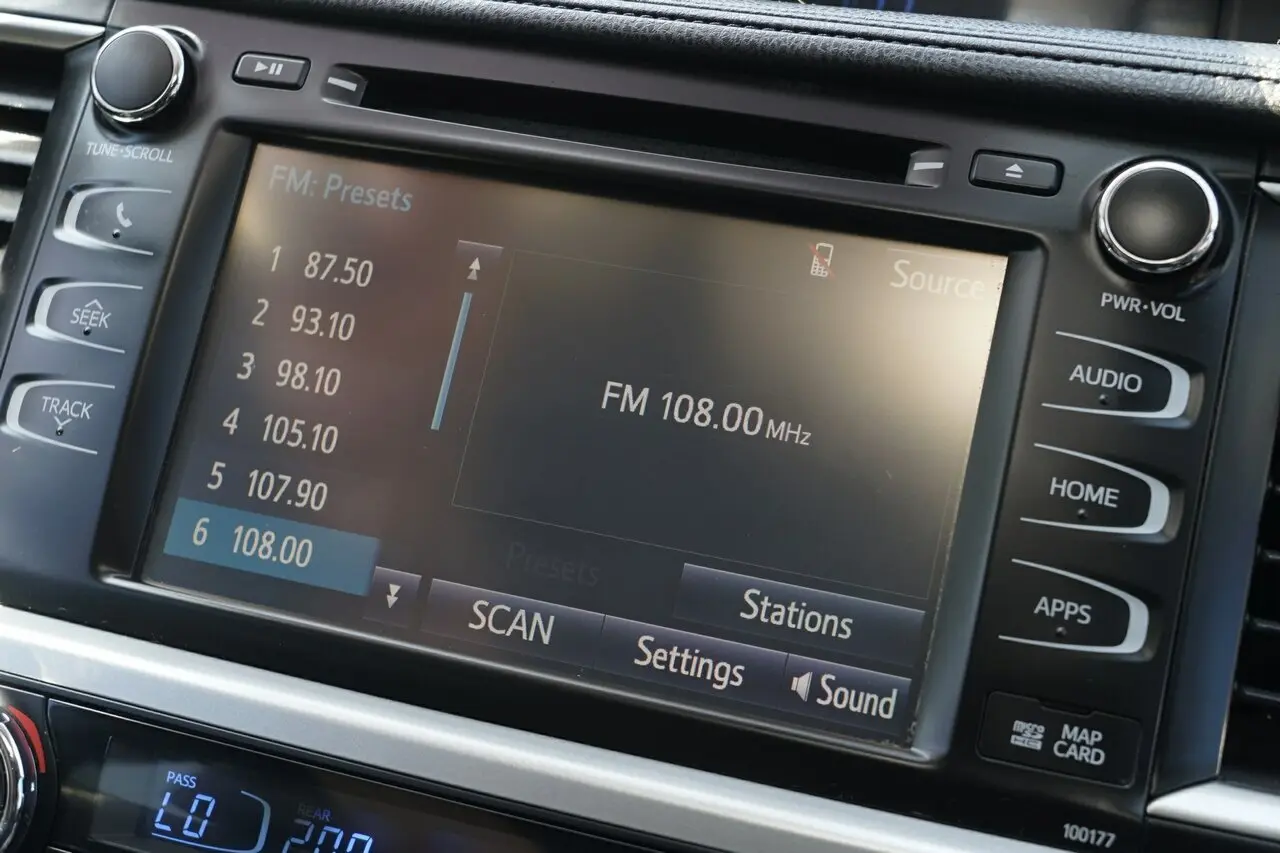 TUNE·SCROLL
SEEK
TRACK
FM: Presets
1 87.50
2 93.10
3 98.10
4 105.10
5 107.90
6 108.00
Source
FM 108.00 MHz
Presets
Stations
SCAN
Settings
Sound
PWR·VOL
AUDIO
HOME
APPS
MAP
CARD
100177
PASS
LO
REAR